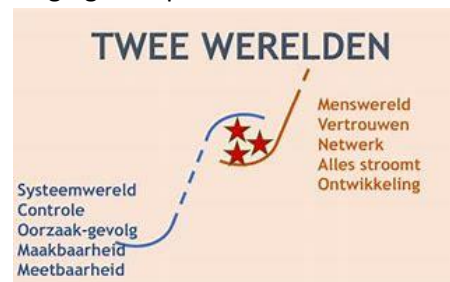 TWEE WERELDEN
Menswereld
Vertrouwen
Netwerk
Alles stroomt
Ontwikkeling
Systeemwereld
Controle
Oorzaak-gevolg
Maakbaarheid
Meetbaarheid